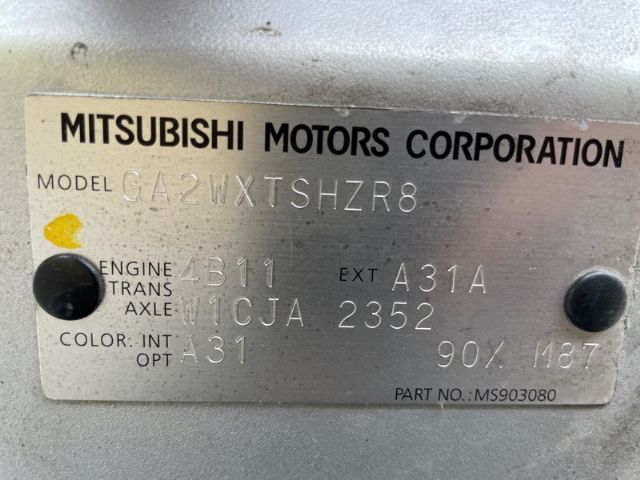 MITSUBISHI MOTORS CORPORATION
MODEL GA2WXTSHZR8
ENGINE 4B11 EXT A31A
TRANS
AXLE W1CJA 2352
COLOR: INT A31 90X M87
OPT
PART NO.:MS903080